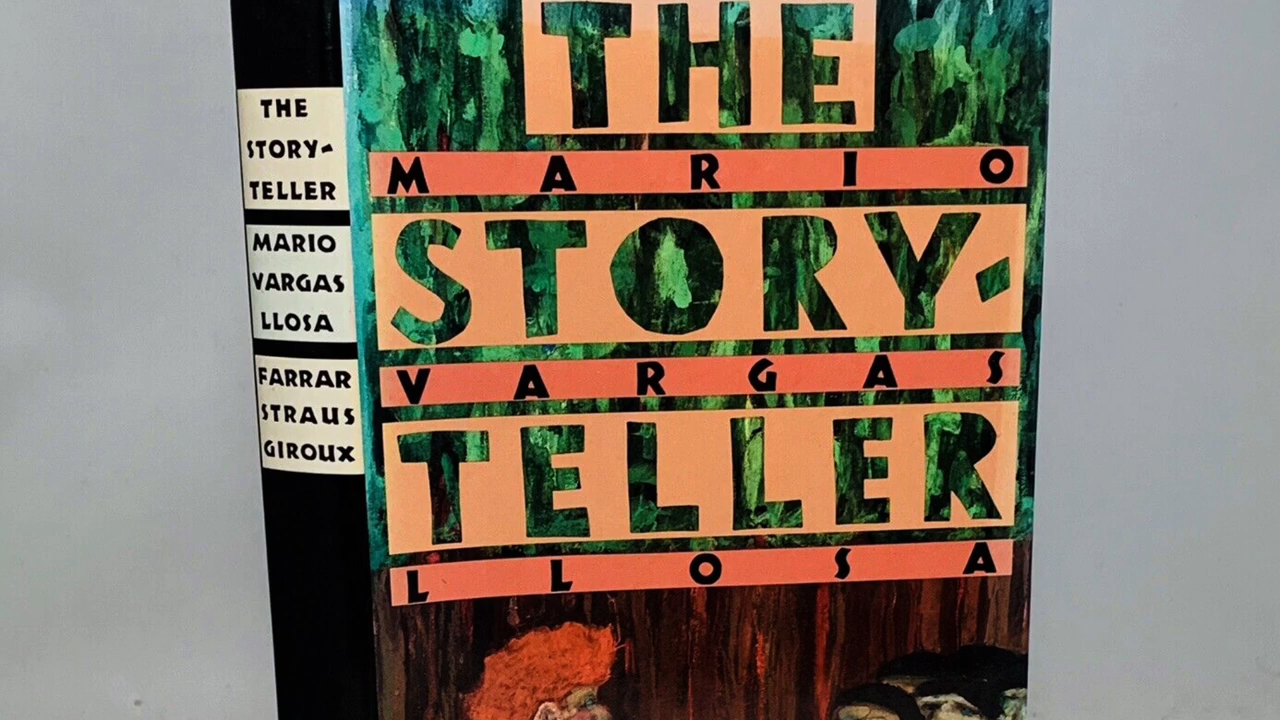 THE
STORY-
TELLER
MARIO
VARGAS
LLOSA
FARRAR
STRAUS
GIROUX
THE
MARIO
STORY-
VARGAS
TELLER
LLOSA